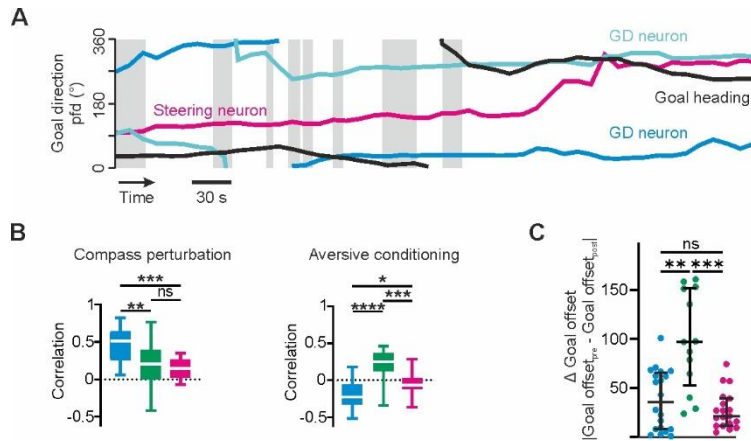 A
360
180
0
Goal direction
pfd (°)
Steering neuron
GD neuron
Goal heading
GD neuron
Time
30 s
B
Compass perturbation
Aversive conditioning
Correlation
1
0.5
0
-0.5
***
ns
**
Correlation
1
0.5
0
-0.5
*
***
****
C
Δ Goal offset
|Goal offsetpre - Goal offsetpost|
150
100
50
0
ns
** ***